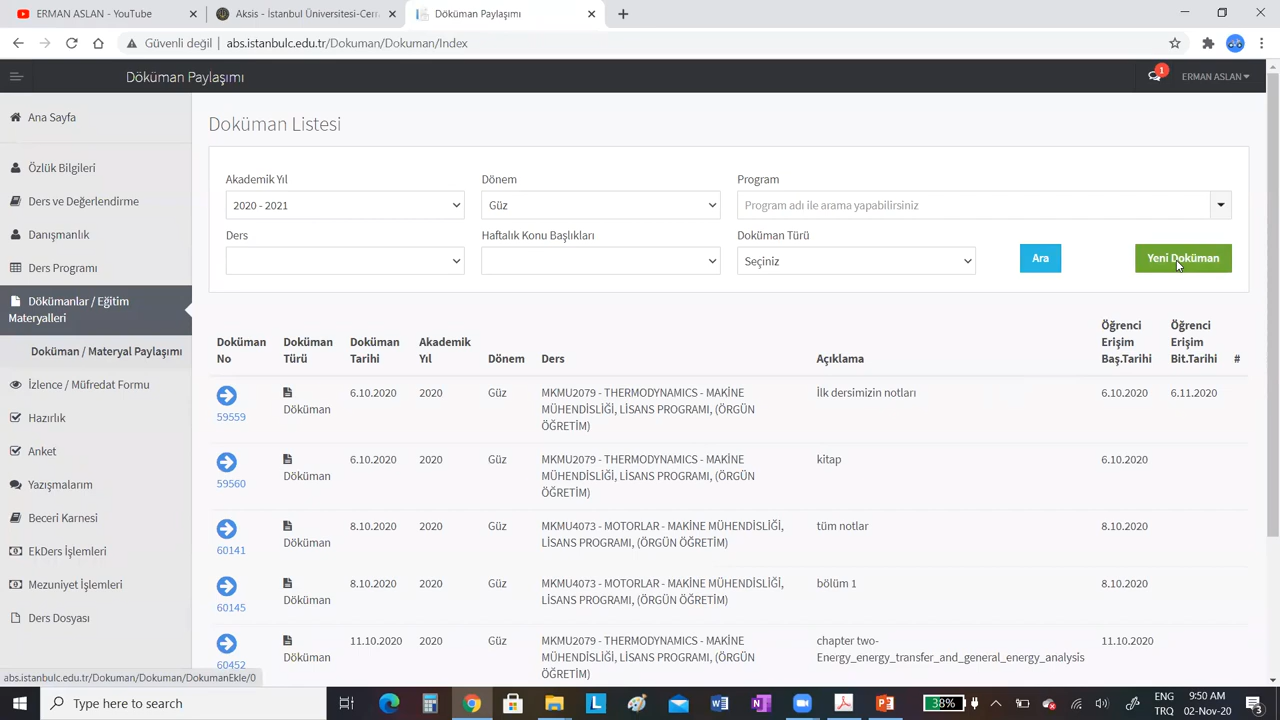 ERMAN ASLAN - YouTube
Aksis - İstanbul Üniversitesi-Cerr
Döküman Paylaşımı
Güvenli değil
abs.istanbulc.edu.tr/Dokuman/Dokuman/Index
Döküman Paylaşımı
1
ERMAN ASLAN
Ana Sayfa
Özlük Bilgileri
Ders ve Değerlendirme
Danışmanlık
Ders Programı
Dökümanlar / Eğitim
Materyalleri
Doküman / Materyal Paylaşımı
İzlence / Müfredat Formu
Hazırlık
Anket
Yazışmalarım
Beceri Karnesi
EkDers İşlemleri
Mezuniyet İşlemleri
Ders Dosyası
Doküman Listesi
Akademik Yıl
Dönem
Program
2020 - 2021
Güz
Program adı ile arama yapabilirsiniz
Ders
Haftalık Konu Başlıkları
Doküman Türü
Seçiniz
Ara
Yeni Doküman
Doküman No
Doküman Türü
Doküman Tarihi
Akademik Yıl
Dönem
Ders
Açıklama
Öğrenci Erişim Baş.Tarihi
Öğrenci Erişim Bit.Tarihi
#
59559
Döküman
6.10.2020
2020
Güz
MKMU2079 - THERMODYNAMICS - MAKİNE
MÜHENDİSLİĞİ, LİSANS PROGRAMI, (ÖRGÜN
ÖĞRETİM)
İlk dersimizin notları
6.10.2020
6.11.2020
59560
Döküman
6.10.2020
2020
Güz
MKMU2079 - THERMODYNAMICS - MAKİNE
MÜHENDİSLİĞİ, LİSANS PROGRAMI, (ÖRGÜN
ÖĞRETİM)
kitap
6.10.2020
60141
Döküman
8.10.2020
2020
Güz
MKMU4073 - MOTORLAR - MAKİNE MÜHENDİSLİĞİ,
LİSANS PROGRAMI, (ÖRGÜN ÖĞRETİM)
tüm notlar
8.10.2020
60145
Döküman
8.10.2020
2020
Güz
MKMU4073 - MOTORLAR - MAKİNE MÜHENDİSLİĞİ,
LİSANS PROGRAMI, (ÖRGÜN ÖĞRETİM)
bölüm 1
8.10.2020
60452
Döküman
11.10.2020
2020
Güz
MKMU2079 - THERMODYNAMICS - MAKİNE
MÜHENDİSLİĞİ, LİSANS PROGRAMI, (ÖRGÜN
ÖĞRETİM)
chapter two-
Energy_energy_transfer_and_general_energy_analysis
11.10.2020
abs.istanbulc.edu.tr/Dokuman/Dokuman/DokumanEkle/0
Type here to search
38%
ENG
TRQ
9:50 AM
02-Nov-20
3